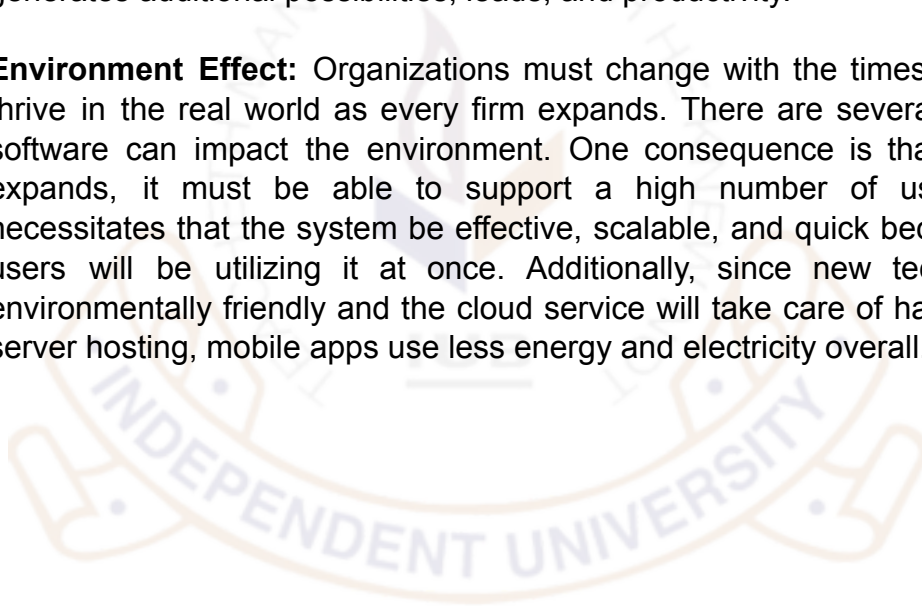 generates additional possibilities, leads, and productivity.
Environment Effect: Organizations must change with the times
thrive in the real world as every firm expands. There are severa
software can impact the environment. One consequence is tha
expands, it must be able to support a high number of us
necessitates that the system be effective, scalable, and quick bec
users will be utilizing it at once. Additionally, since new tec
environmentally friendly and the cloud service will take care of ha
server hosting, mobile apps use less energy and electricity overall
INDEPENDENT UNIVERSITY